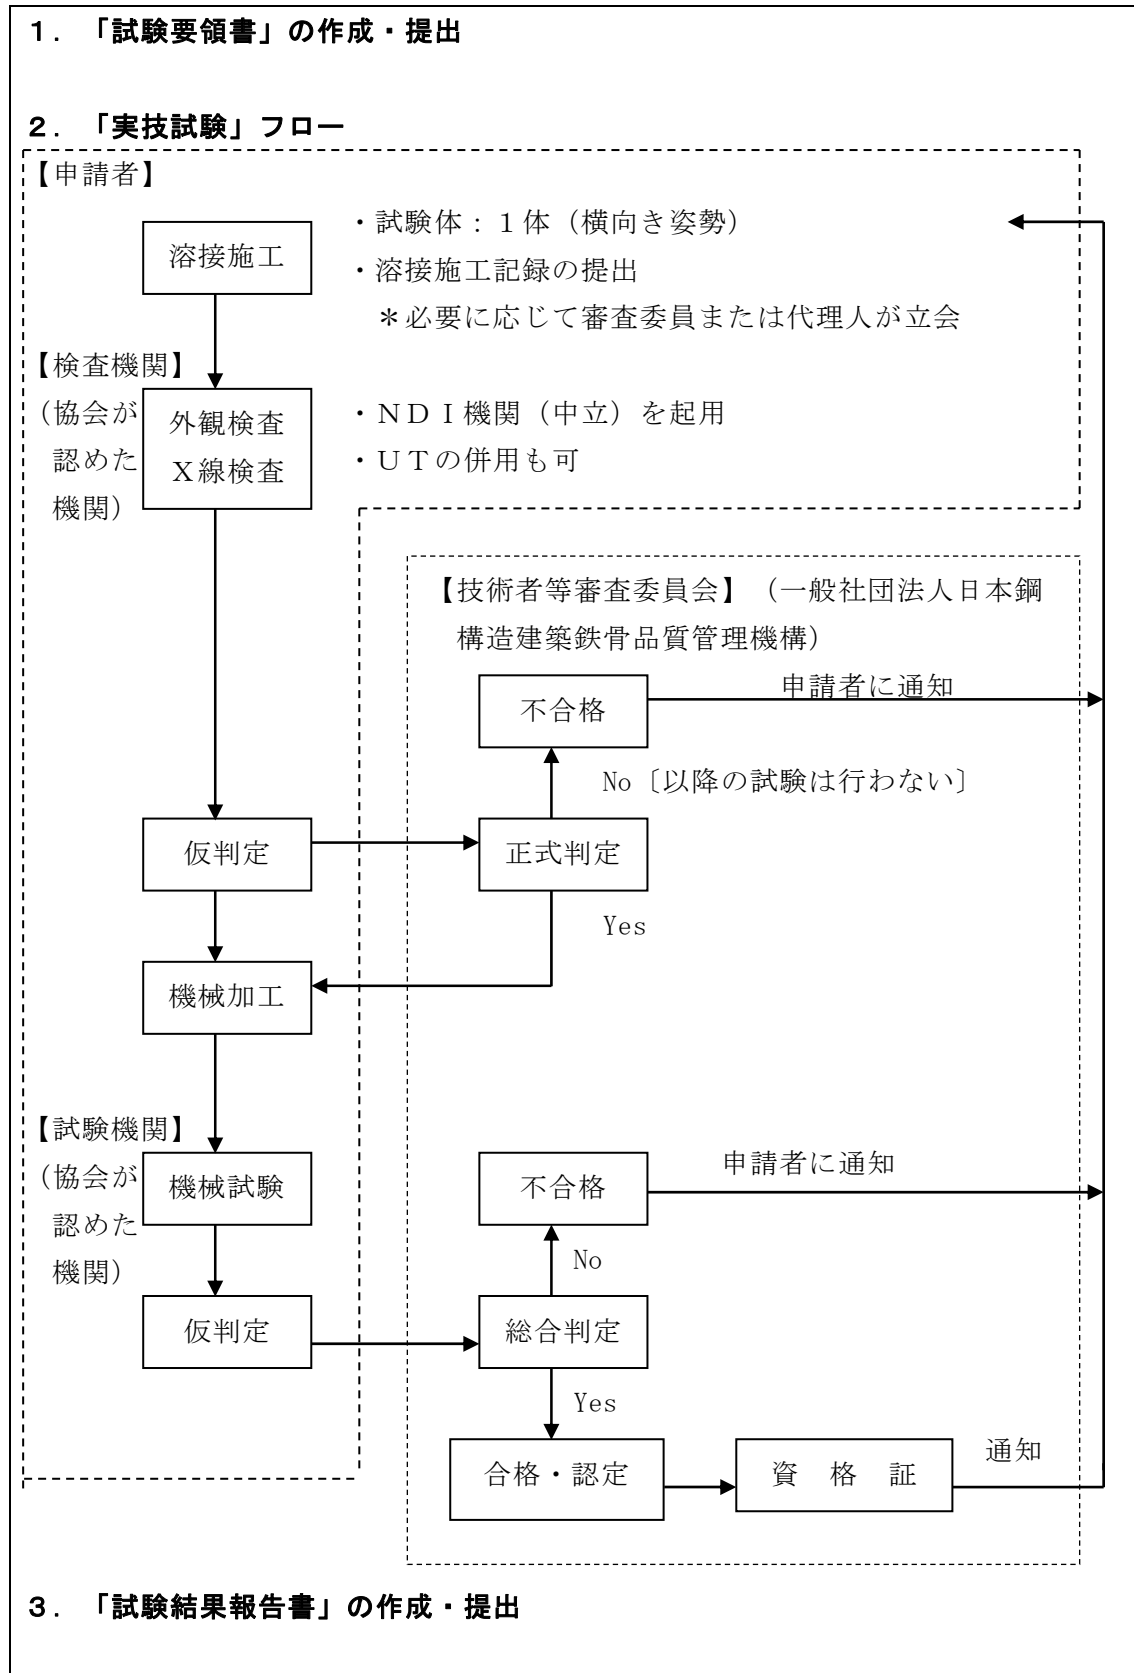 １．「試験要領書」の作成・提出
２．「実技試験」フロー
【申請者】
溶接施工
・試験体：１体（横向き姿勢）
・溶接施工記録の提出
＊必要に応じて審査委員または代理人が立会
【検査機関】
（協会が
認めた
機関）
外観検査
Ｘ線検査
・ＮＤＩ機関（中立）を起用
・ＵＴの併用も可
【技術者等審査委員会】（一般社団法人日本鋼
構造建築鉄骨品質管理機構）
不合格
申請者に通知
No〔以降の試験は行わない〕
仮判定
正式判定
Yes
機械加工
【試験機関】
（協会が
認めた
機関）
機械試験
不合格
申請者に通知
No
仮判定
総合判定
Yes
合格・認定
資　格　証
通知
３．「試験結果報告書」の作成・提出